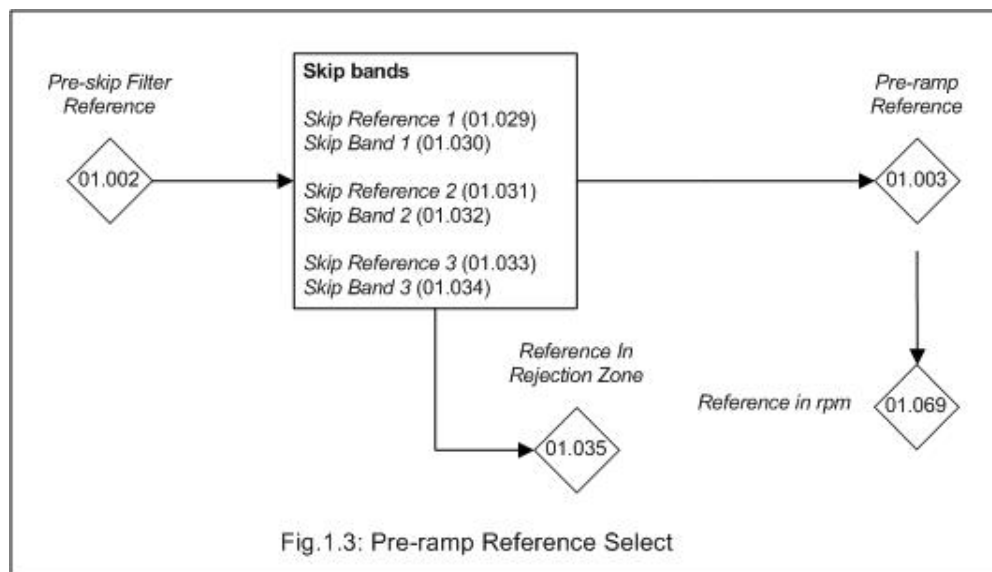 Pre-skip Filter
Reference
01.002
Skip bands
Skip Reference 1 (01.029)
Skip Band 1 (01.030)
Skip Reference 2 (01.031)
Skip Band 2 (01.032)
Skip Reference 3 (01.033)
Skip Band 3 (01.034)
Pre-ramp
Reference
01.003
Reference In
Rejection Zone
01.035
Reference in rpm
01.069
Fig.1.3: Pre-ramp Reference Select